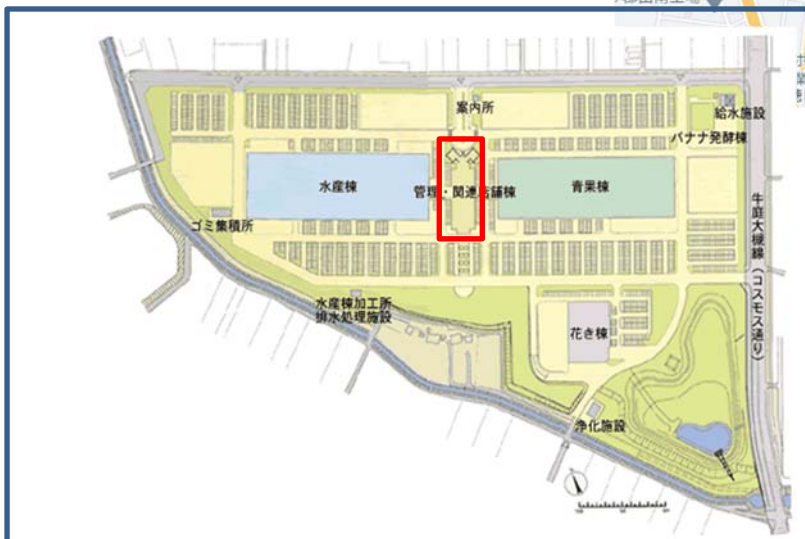 案内所
給水施設
バナナ発酵棟
水産棟
管理・関連店舗棟
青果棟
ゴミ集積所
牛庭大槻線（コスモス通り）
水産棟加工所
排水処理施設
花き棟
浄化施設